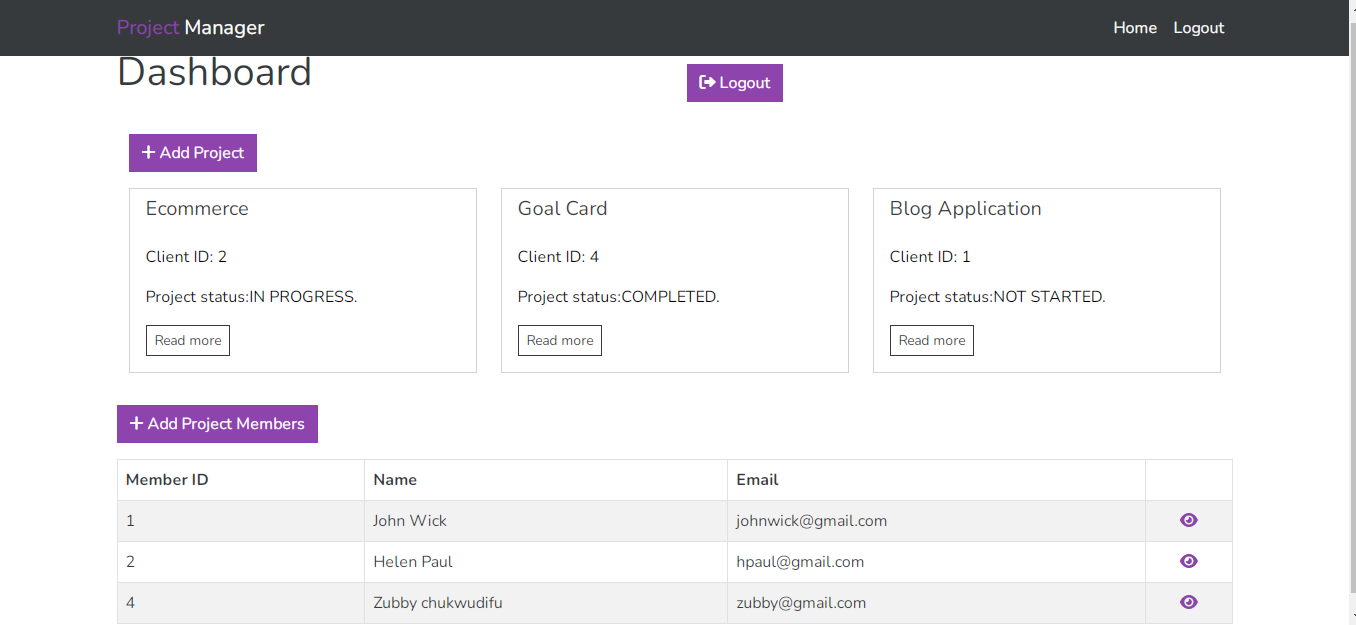 Project Manager Home Logout
Dashboard
Logout
Add Project
Ecommerce
Client ID: 2
Project status:IN PROGRESS.
Read more
Goal Card
Client ID: 4
Project status:COMPLETED.
Read more
Blog Application
Client ID: 1
Project status:NOT STARTED.
Read more
Add Project Members
Member ID Name Email
1 John Wick johnwick@gmail.com
2 Helen Paul hpaul@gmail.com
4 Zubby chukwudifu zubby@gmail.com